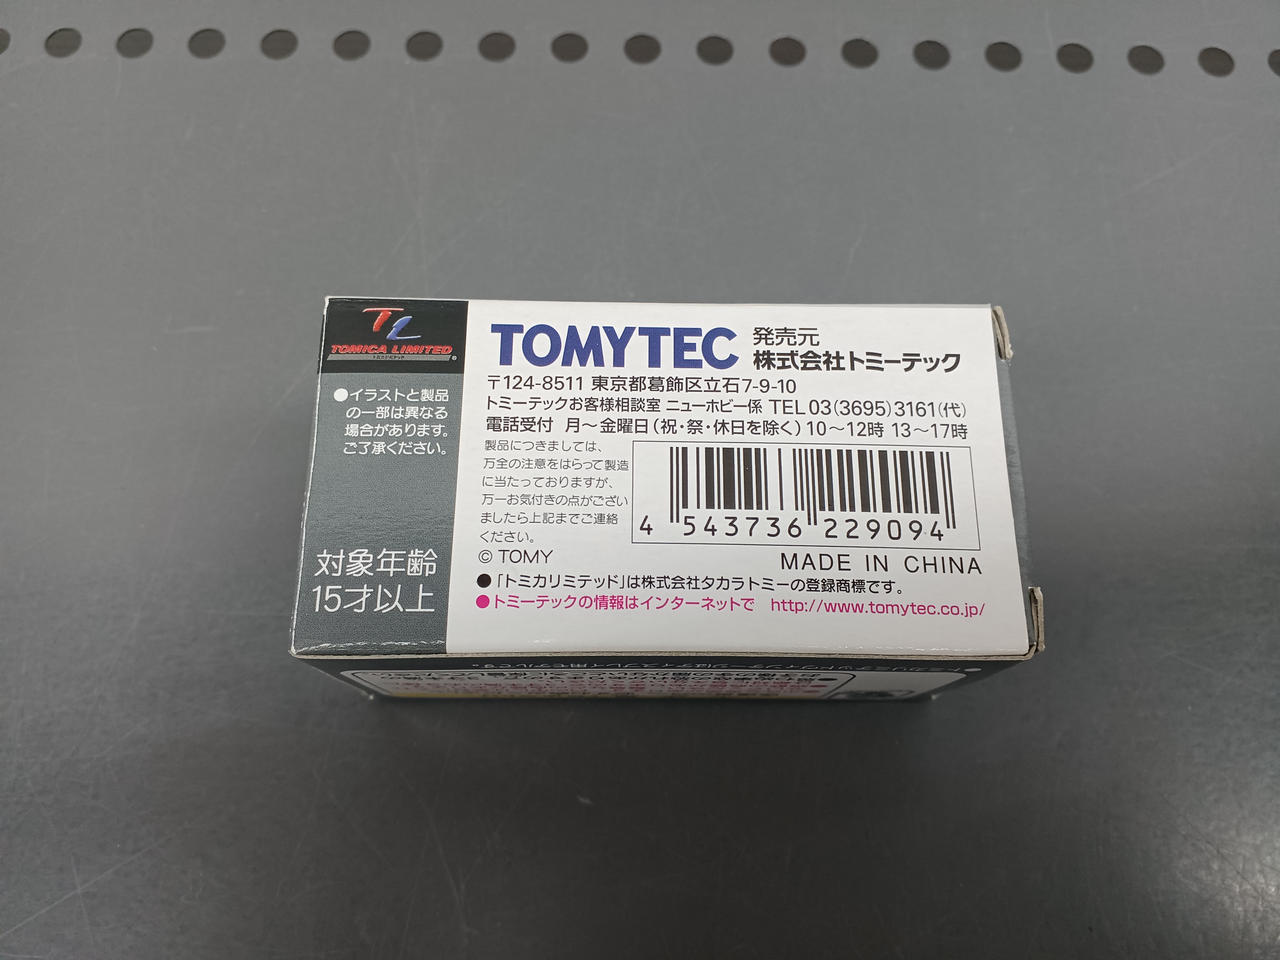 TL
TOMICA LIMITED
●イラストと製品
の一部は異なる
場合があります。
ご了承ください。
対象年齢
15才以上
TOMYTEC 発売元
株式会社トミーテック
〒124-8511 東京都葛飾区立石7-9-10
トミーテックお客様相談室 ニューホビー係 TEL 03(3695)3161(代)
電話受付 月～金曜日(祝・祭・休日を除く)10～12時 13～17時
製品につきましては、
万全の注意をはらって製造
に当たっておりますが、
万一お気付きの点がござい
ましたら上記までご連絡
ください。
4 543736 229094
© TOMY
MADE IN CHINA
●「トミカリミテッド」は株式会社タカラトミーの登録商標です。
●トミーテックの情報はインターネットで http://www.tomytec.co.jp/